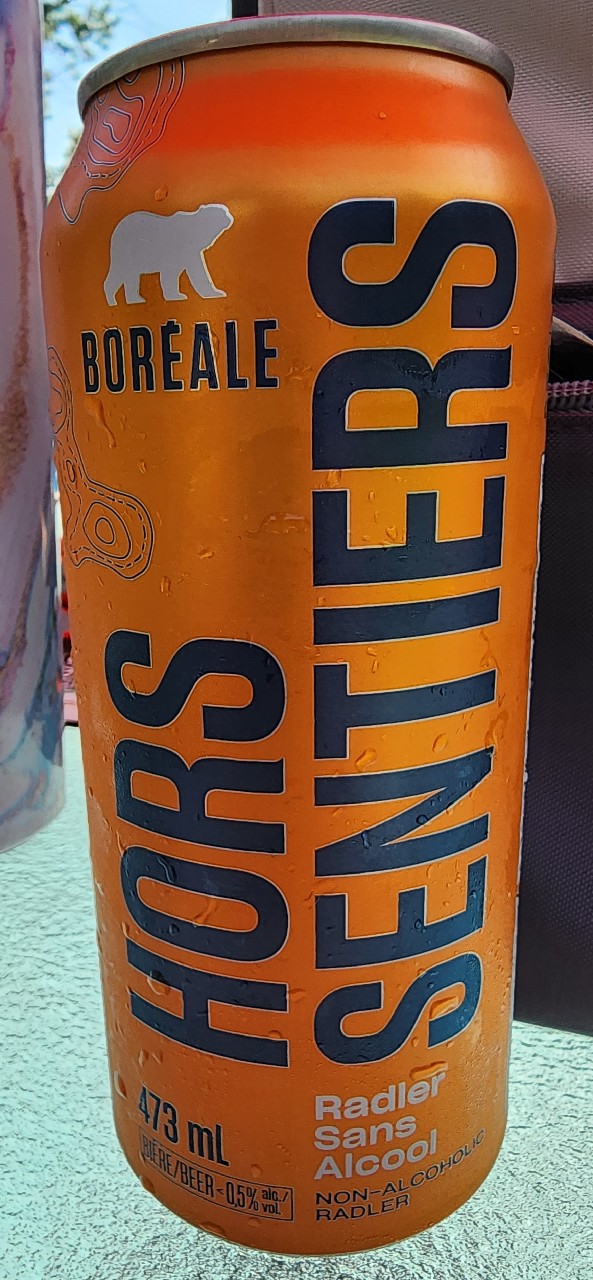 BORÉALE
HORS
SENTIERS
473 mL
BIÈRE/BEER <0,5% alc./
vol.
Radler
Sans
Alcool
NON-ALCOHOLIC
RADLER